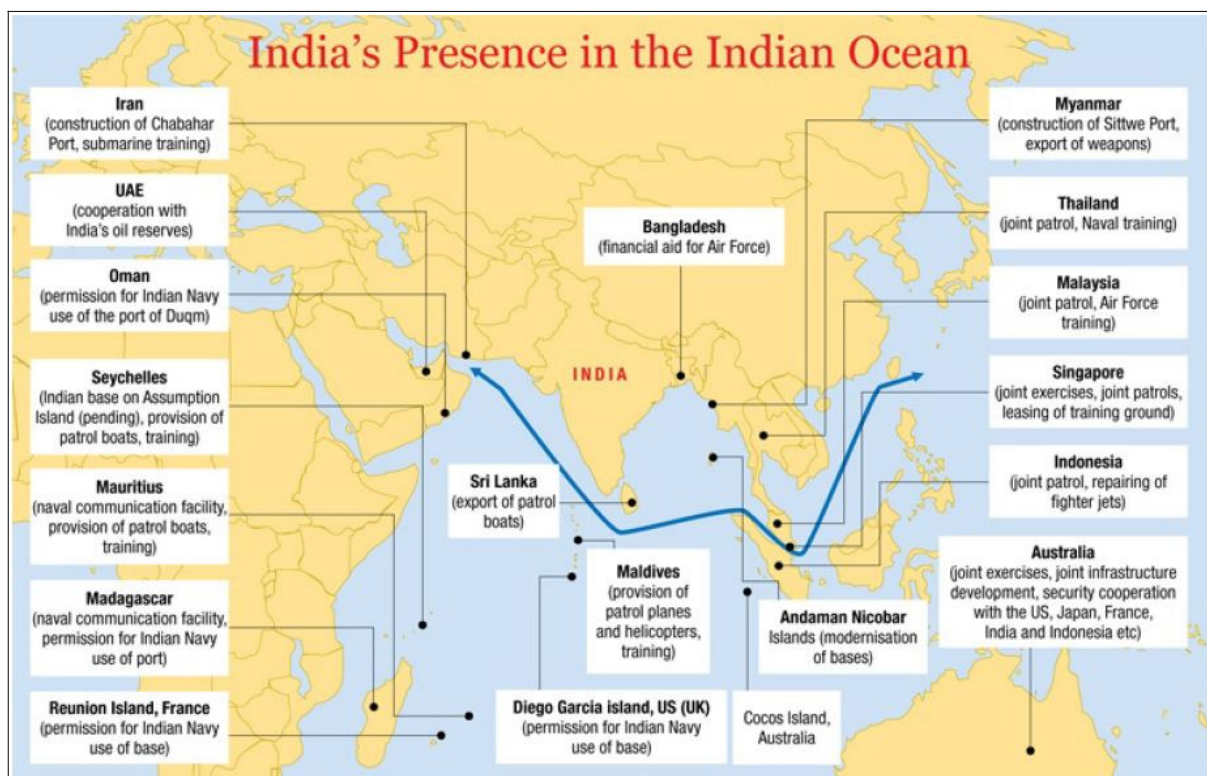 India's Presence in the Indian Ocean
Iran
(construction of Chabahar
Port, submarine training)
UAE
(cooperation with
India's oil reserves)
Oman
(permission for Indian Navy
use of the port of Duqm)
Seychelles
(Indian base on Assumption
Island (pending), provision of
patrol boats, training)
Mauritius
(naval communication facility,
provision of patrol boats,
training)
Madagascar
(naval communication facility,
permission for Indian Navy
use of port)
Reunion Island, France
(permission for Indian Navy
use of base)
Bangladesh
(financial aid for Air Force)
INDIA
Sri Lanka
(export of patrol
boats)
Maldives
(provision of
patrol planes
and helicopters,
training)
Diego Garcia island, US (UK)
(permission for Indian Navy
use of base)
Andaman Nicobar
Islands (modernisation
of bases)
Cocos Island,
Australia
Myanmar
(construction of Sittwe Port,
export of weapons)
Thailand
(joint patrol, Naval training)
Malaysia
(joint patrol, Air Force
training)
Singapore
(joint exercises, joint patrols,
leasing of training ground)
Indonesia
(joint patrol, repairing of
fighter jets)
Australia
(joint exercises, joint infrastructure
development, security cooperation
with the US, Japan, France,
India and Indonesia etc)